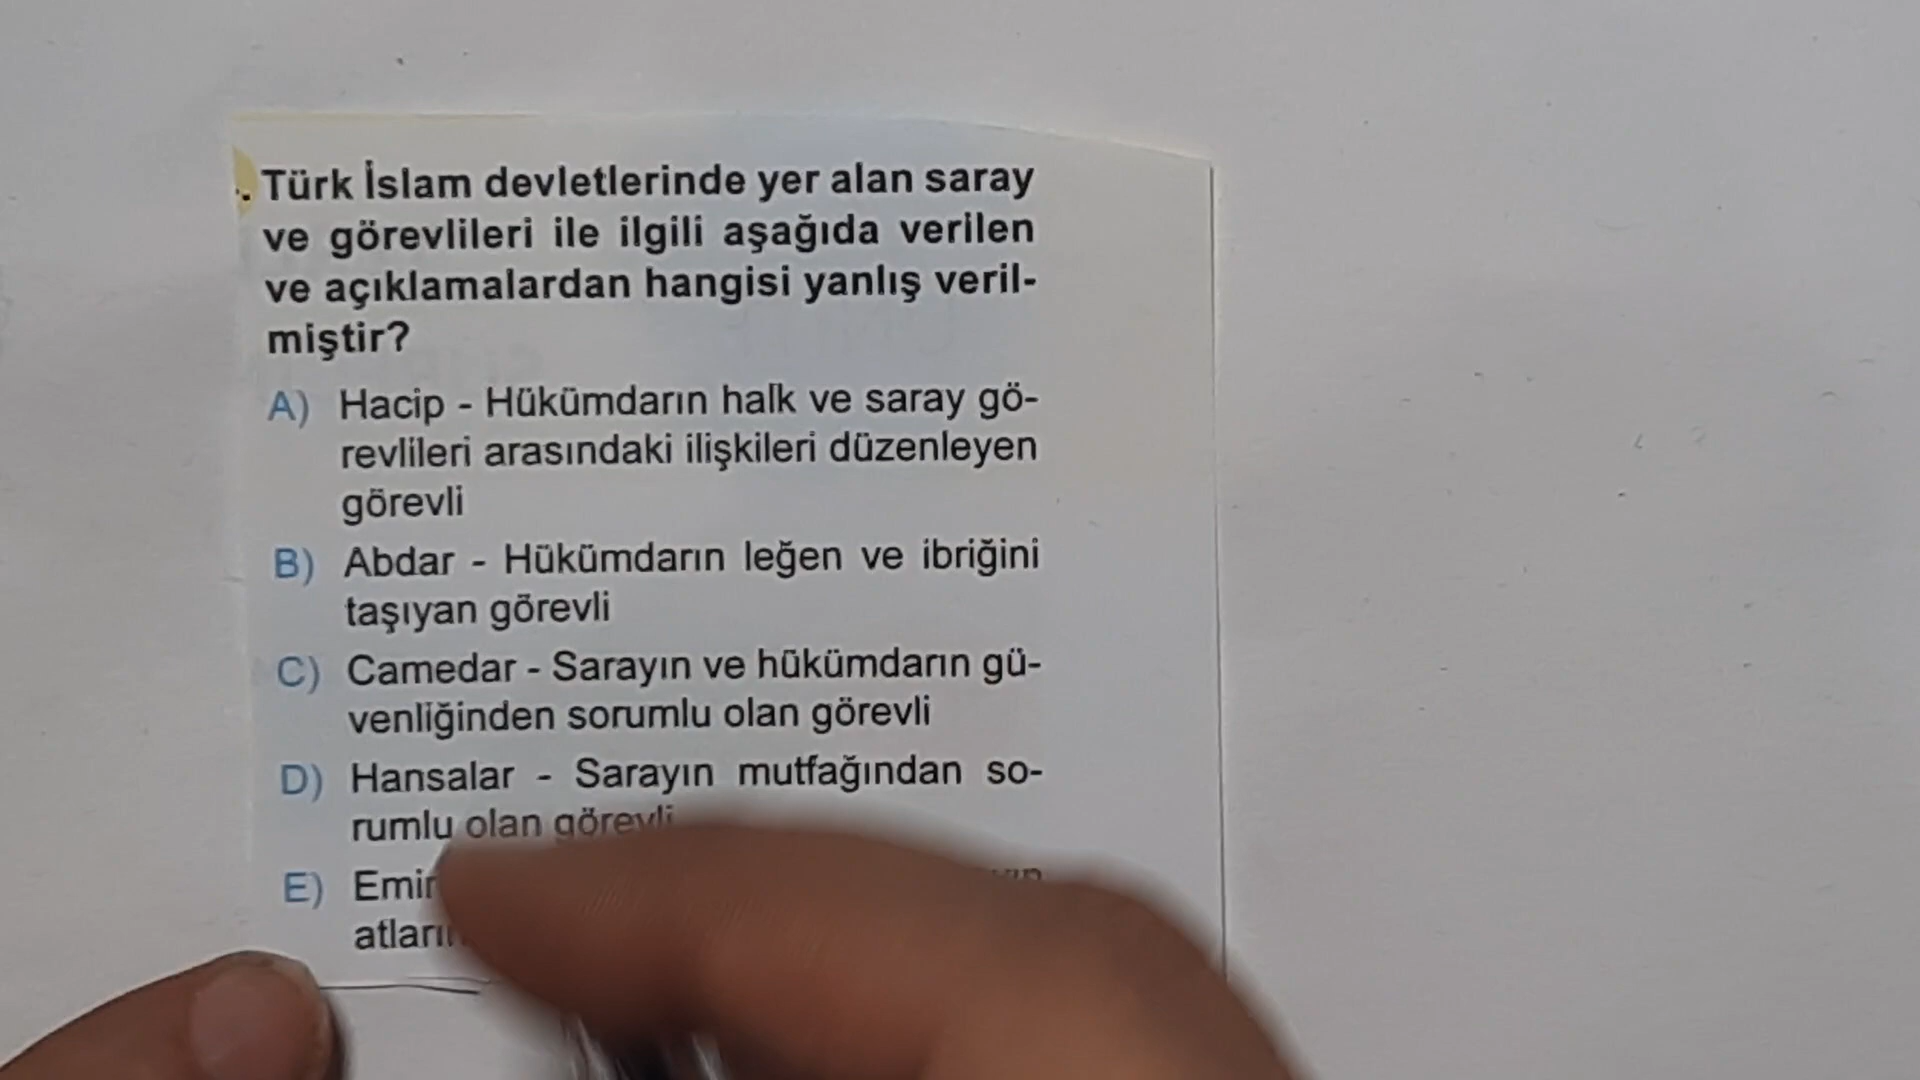 . Türk İslam devletlerinde yer alan saray
ve görevlileri ile ilgili aşağıda verilen
ve açıklamalardan hangisi yanlış veril-
miştir?
A) Hacip - Hükümdarın halk ve saray gö-
revlileri arasındaki ilişkileri düzenleyen
görevli
B) Abdar - Hükümdarın leğen ve ibriğini
taşıyan görevli
C) Camedar - Sarayın ve hükümdarın gü-
venliğinden sorumlu olan görevli
D) Hansalar - Sarayın mutfağından so-
rumlu olan görevli
E) Emir